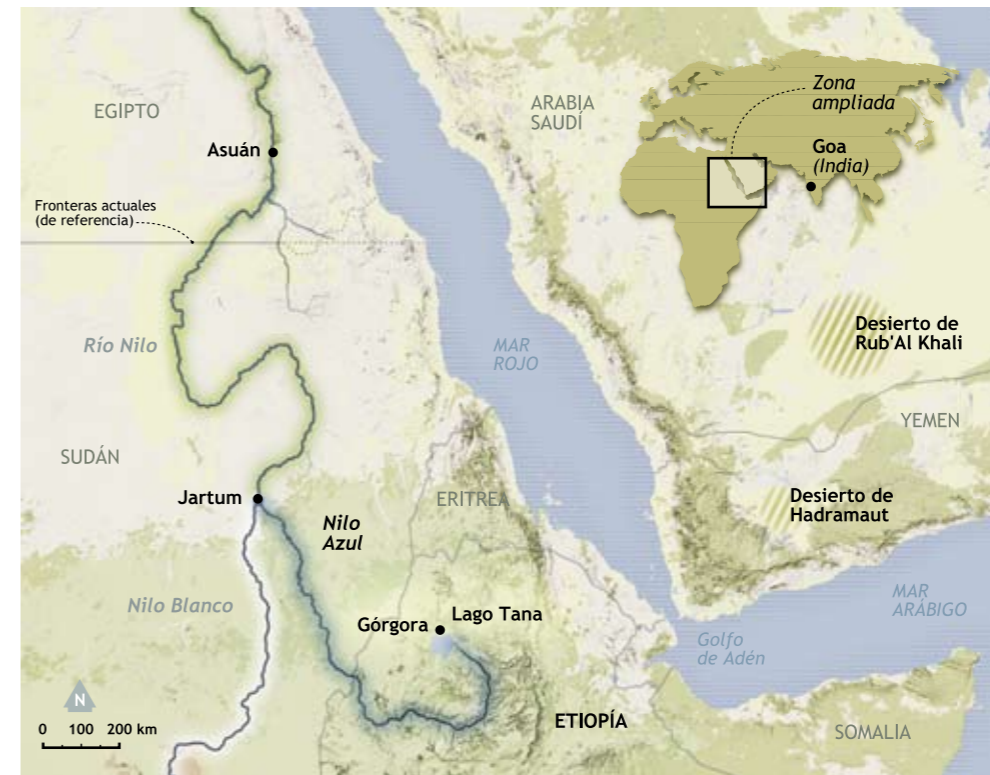 EGIPTO
Asuán
Fronteras actuales
(de referencia)
ARABIA
SAUDÍ
Zona
ampliada
Goa
(India)
Río Nilo
MAR
ROJO
Desierto de
Rub'Al Khali
YEMEN
SUDÁN
Jartum
Nilo
Azul
ERITREA
Desierto de
Hadramaut
Nilo Blanco
Górgora
Lago Tana
MAR
ARÁBIGO
Golfo
de Adén
N
0 100 200 km
ETIOPÍA
SOMALIA